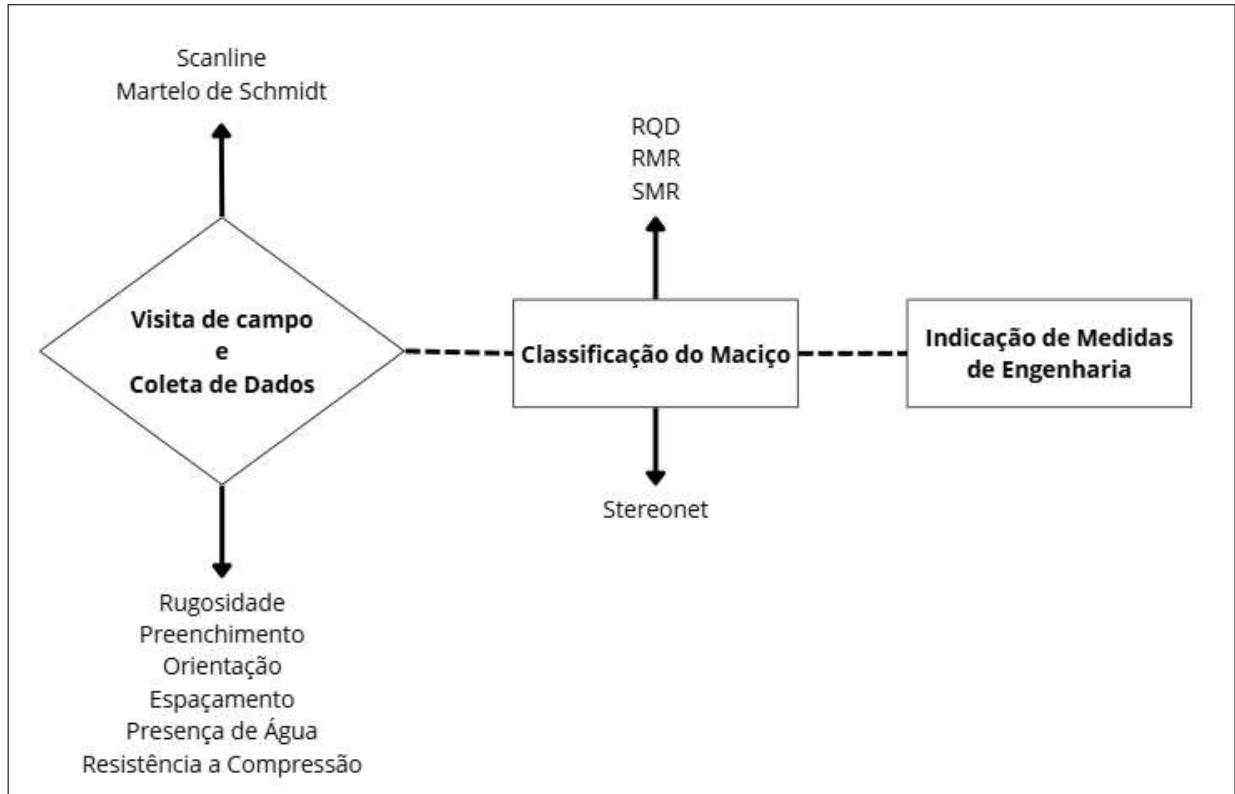 Scanline
Martelo de Schmidt
Visita de campo
e
Coleta de Dados
Rugosidade
Preenchimento
Orientação
Espaçamento
Presença de Água
Resistência a Compressão
RQD
RMR
SMR
Classificação do Maciço
Stereonet
Indicação de Medidas
de Engenharia